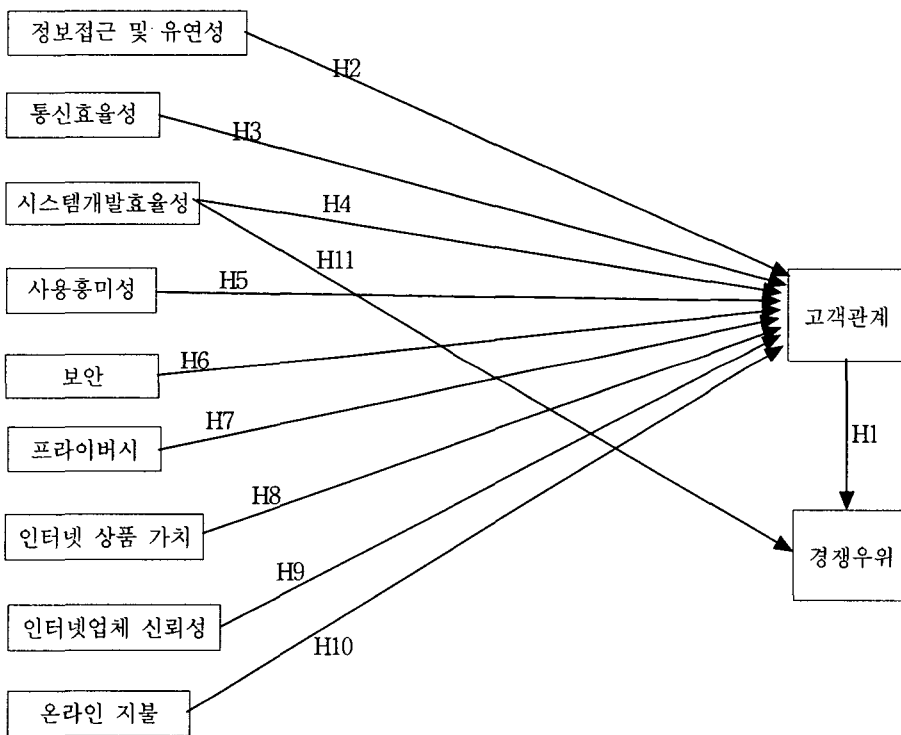 정보접근 및 유연성
H2
통신효율성
H3
시스템개발효율성
H4
H11
사용흥미성
H5
고객관계
보안
H6
프라이버시
H7
H1
인터넷 상품 가치
H8
경쟁우위
인터넷업체 신뢰성
H9
H10
온라인 지불